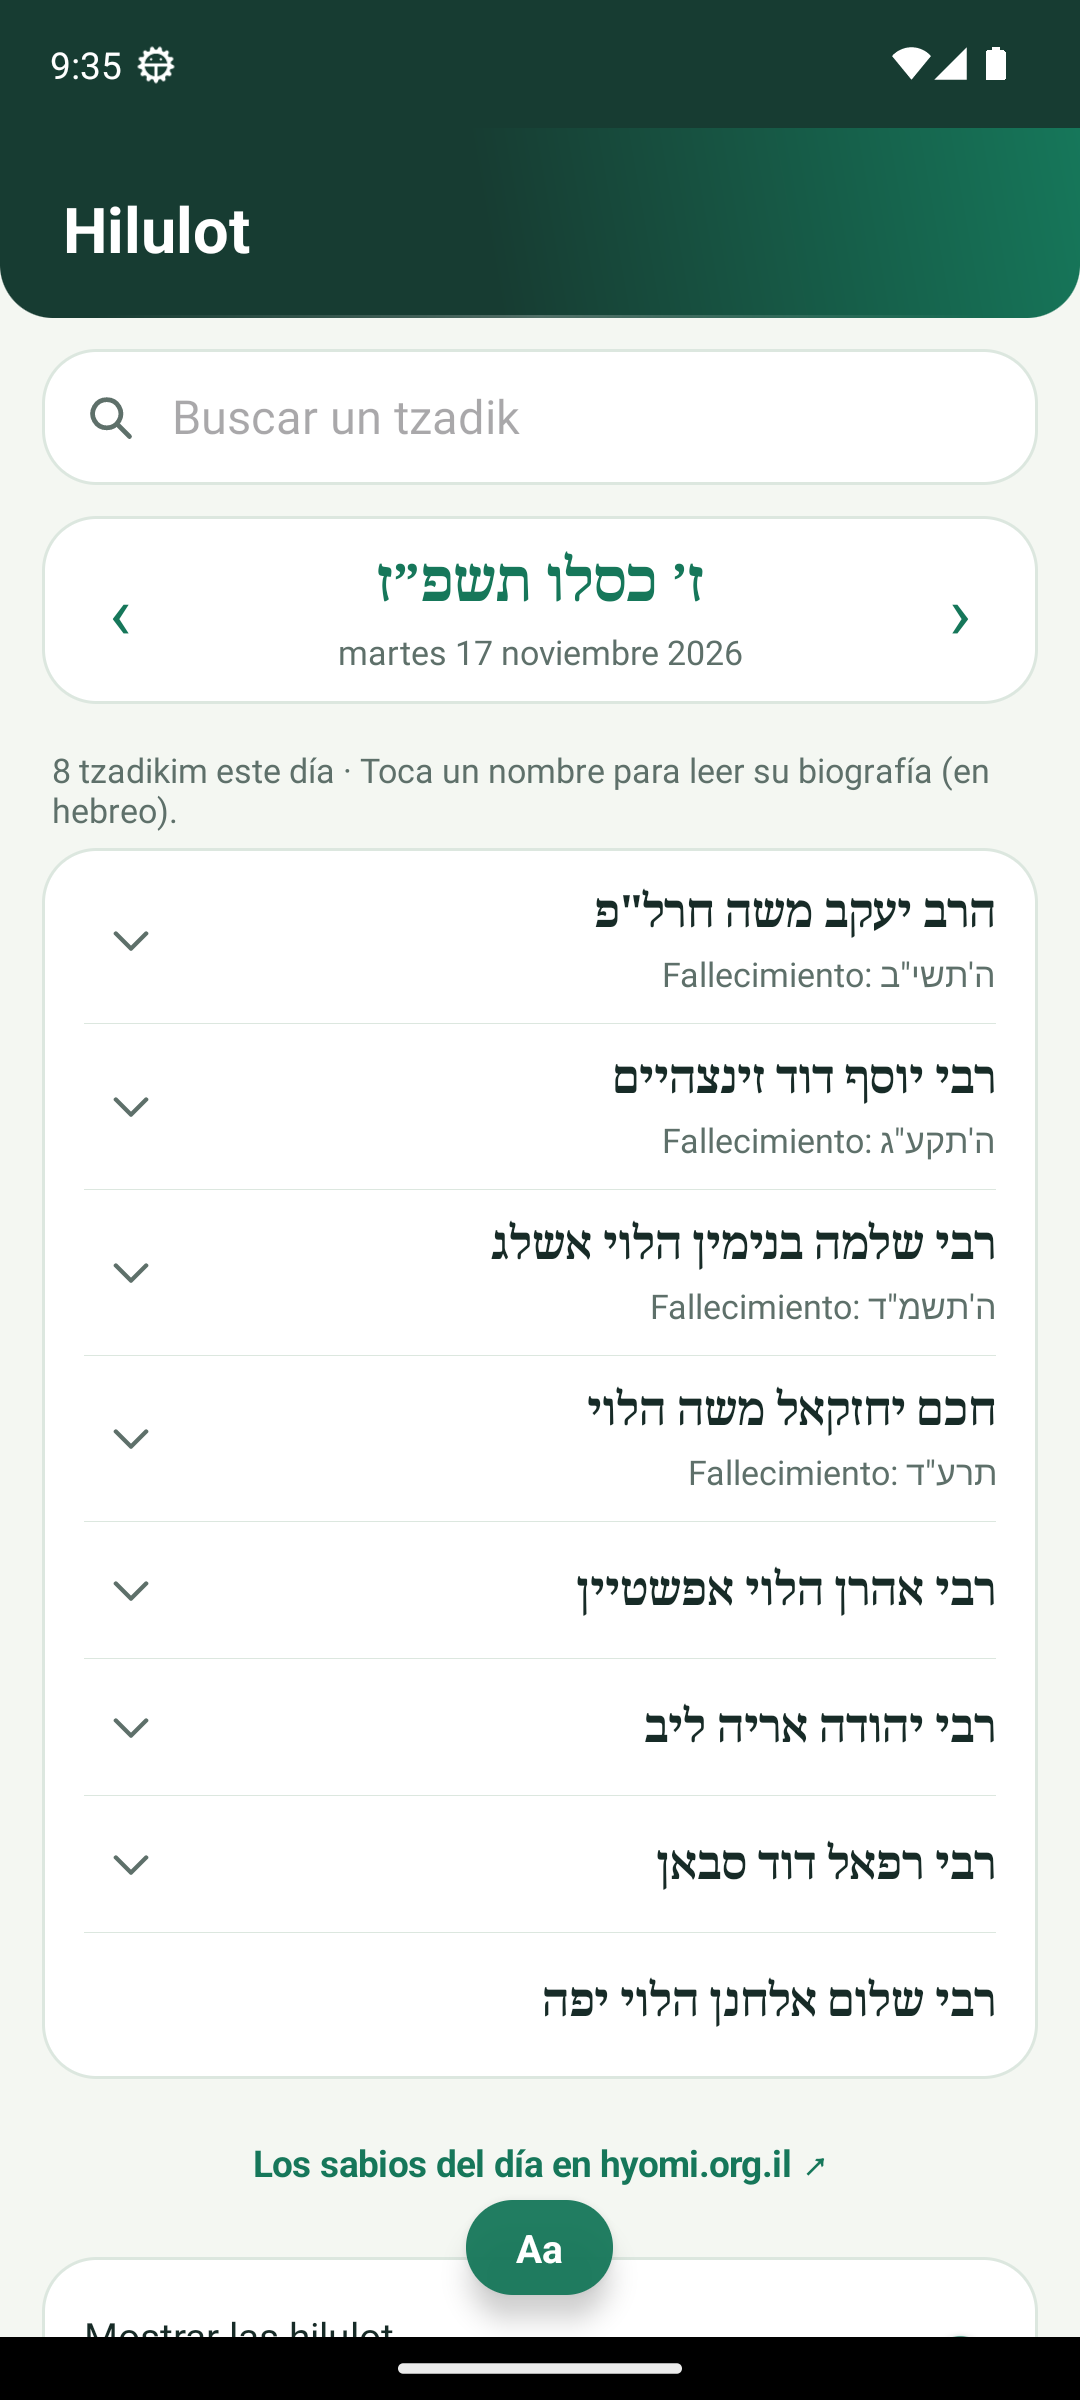 9:35
Hilulot
Buscar un tzadik
ז׳ כסלו תשפ״ז
‹ ›
martes 17 noviembre 2026
8 tzadikim este día · Toca un nombre para leer su biografía (en
hebreo).
הרב יעקב משה חרל"פ
Fallecimiento: ה'תשי"ב
רבי יוסף דוד זינצהיים
Fallecimiento: ה'תקע"ג
רבי שלמה בנימין הלוי אשלג
Fallecimiento: ה'תשמ"ד
חכם יחזקאל משה הלוי
Fallecimiento: תרע"ד
רבי אהרן הלוי אפשטיין
רבי יהודה אריה ליב
רבי רפאל דוד סבאן
רבי שלום אלחנן הלוי יפה
Los sabios del día en hyomi.org.il ↗
Aa
Mostrar las hilulot